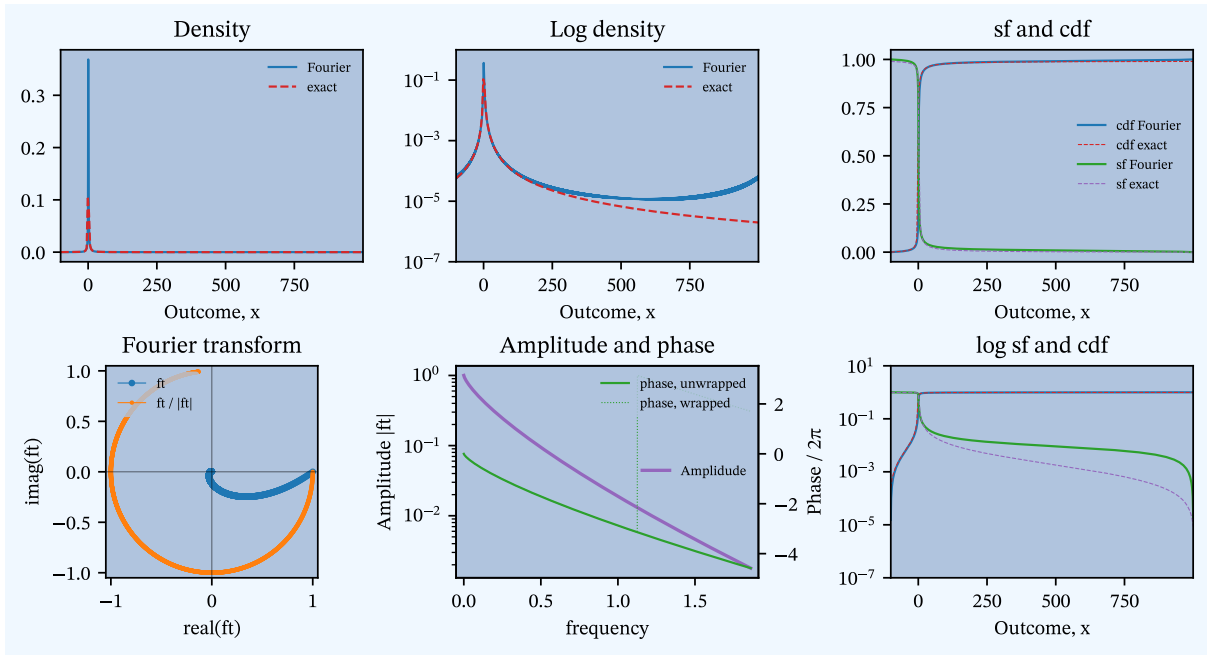 Density
0.3
0.2
0.1
0.0
Fourier
exact
0
250
500
750
Outcome, x
Log density
10⁻¹
10⁻³
10⁻⁵
10⁻⁷
Fourier
exact
0
250
500
750
Outcome, x
sf and cdf
1.00
0.75
0.50
0.25
0.00
cdf Fourier
cdf exact
sf Fourier
sf exact
0
250
500
750
Outcome, x
Fourier transform
imag(ft)
1.0
0.5
0.0
−0.5
−1.0
ft
ft / |ft|
−1
0
1
real(ft)
Amplitude and phase
Amplitude |ft|
10⁰
10⁻¹
10⁻²
phase, unwrapped
phase, wrapped
Amplidude
2
0
−2
−4
Phase / 2π
0.0
0.5
1.0
1.5
frequency
log sf and cdf
10¹
10⁻¹
10⁻³
10⁻⁵
10⁻⁷
0
250
500
750
Outcome, x